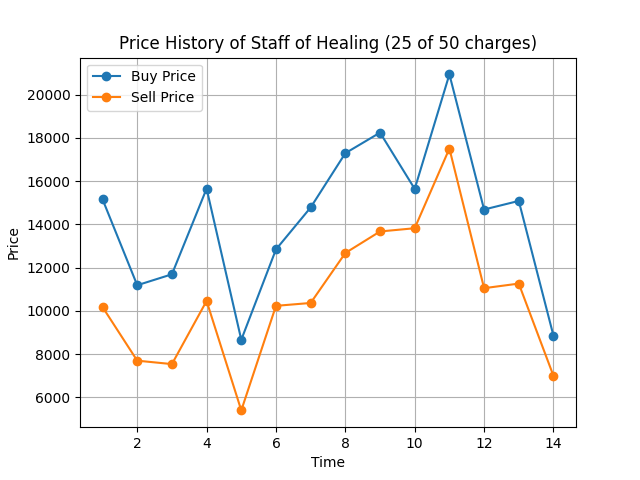 Price History of Staff of Healing (25 of 50 charges)
Buy Price
Sell Price
20000
18000
16000
14000
12000
10000
8000
6000
Price
2 4 6 8 10 12 14
Time